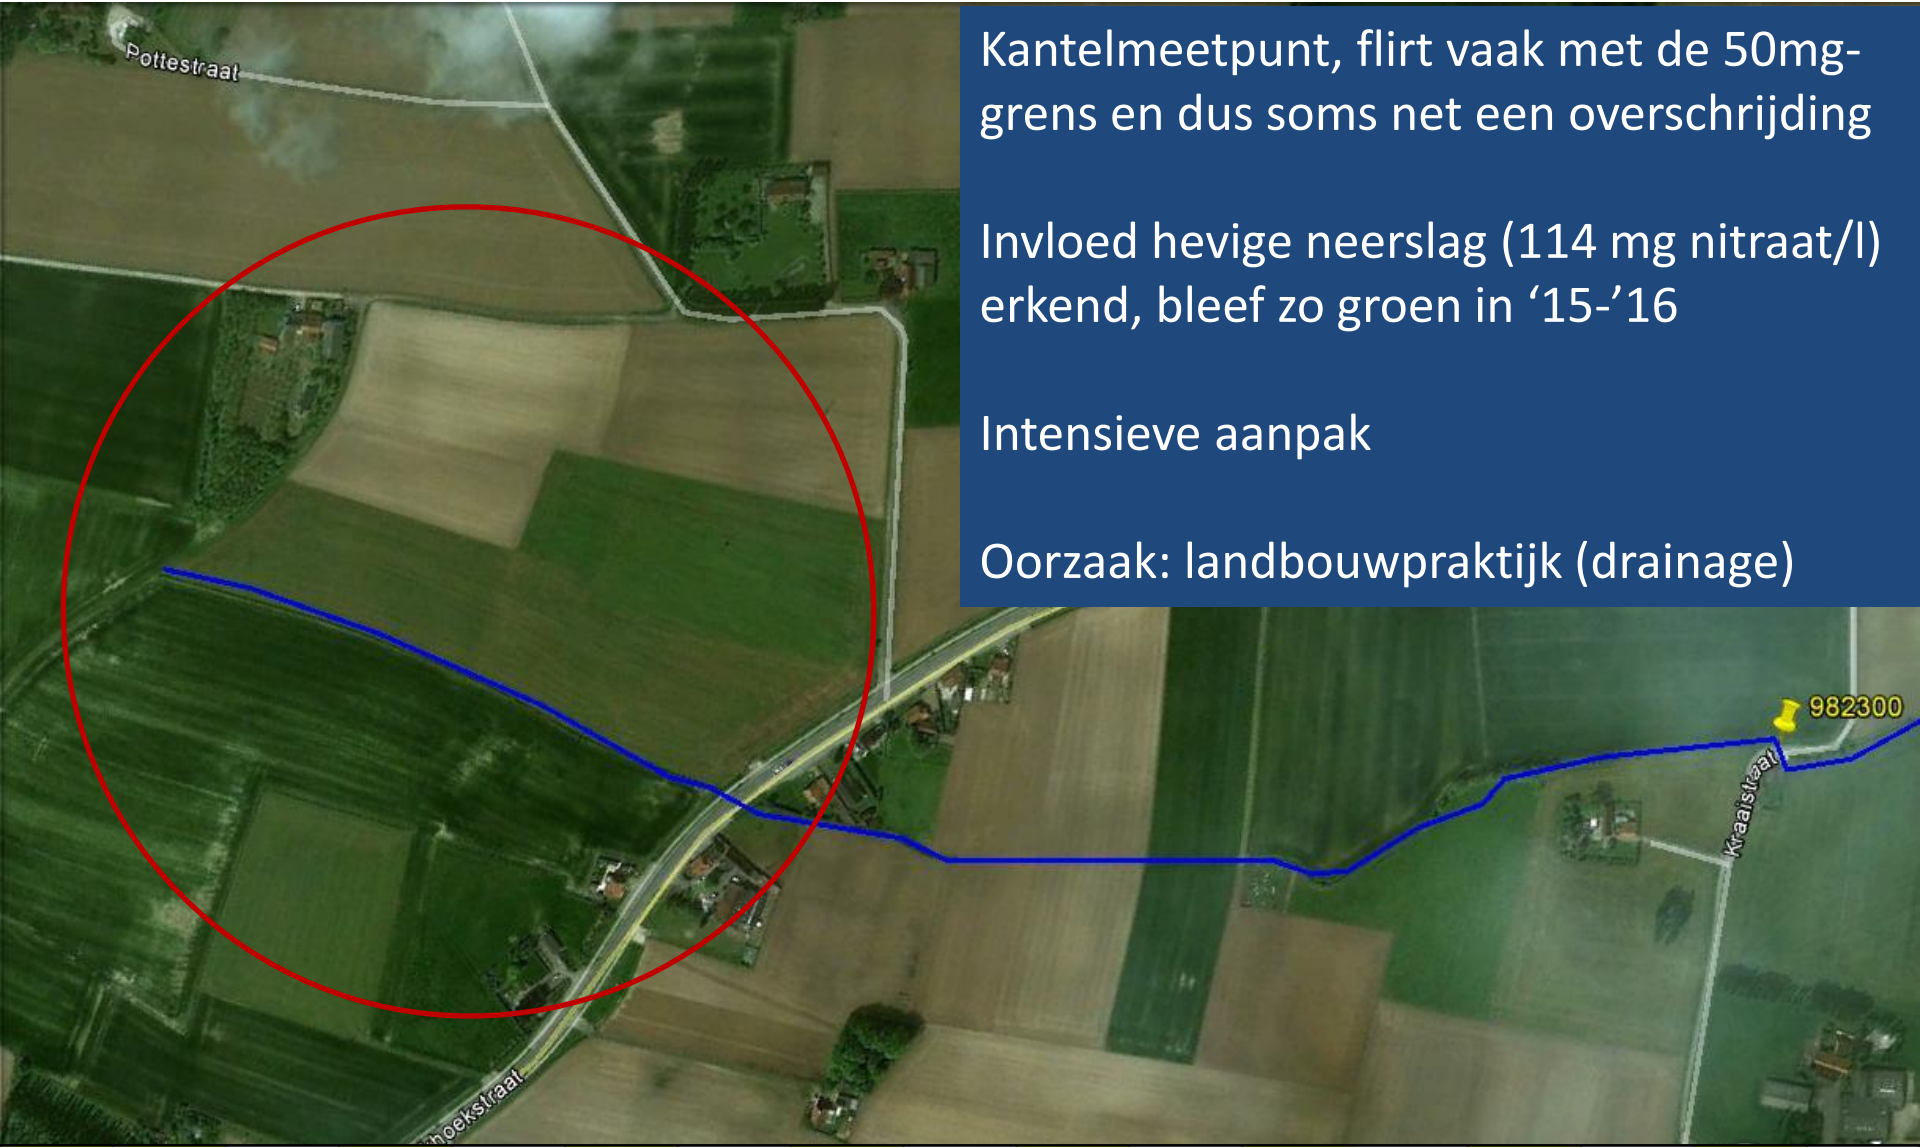 Pottestraat
Kantelmeetpunt, flirt vaak met de 50mg-
grens en dus soms net een overschrijding
Invloed hevige neerslag (114 mg nitraat/l)
erkend, bleef zo groen in ‘15-’16
Intensieve aanpak
Oorzaak: landbouwpraktijk (drainage)
982300
Kraaistraat
hoekstraat